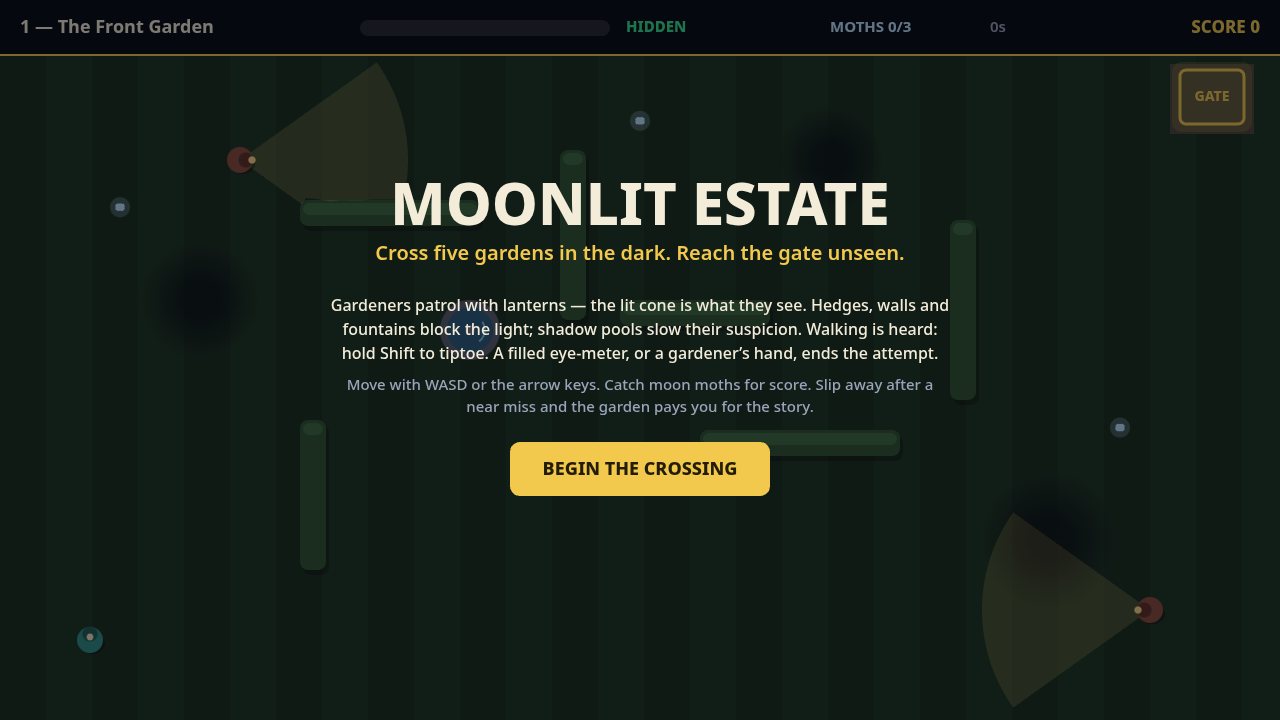 1 — The Front Garden
HIDDEN
MOTHS 0/3
0s
SCORE 0
GATE
MOONLIT ESTATE
Cross five gardens in the dark. Reach the gate unseen.
Gardeners patrol with lanterns — the lit cone is what they see. Hedges, walls and
fountains block the light; shadow pools slow their suspicion. Walking is heard:
hold Shift to tiptoe. A filled eye-meter, or a gardener’s hand, ends the attempt.
Move with WASD or the arrow keys. Catch moon moths for score. Slip away after a
near miss and the garden pays you for the story.
BEGIN THE CROSSING